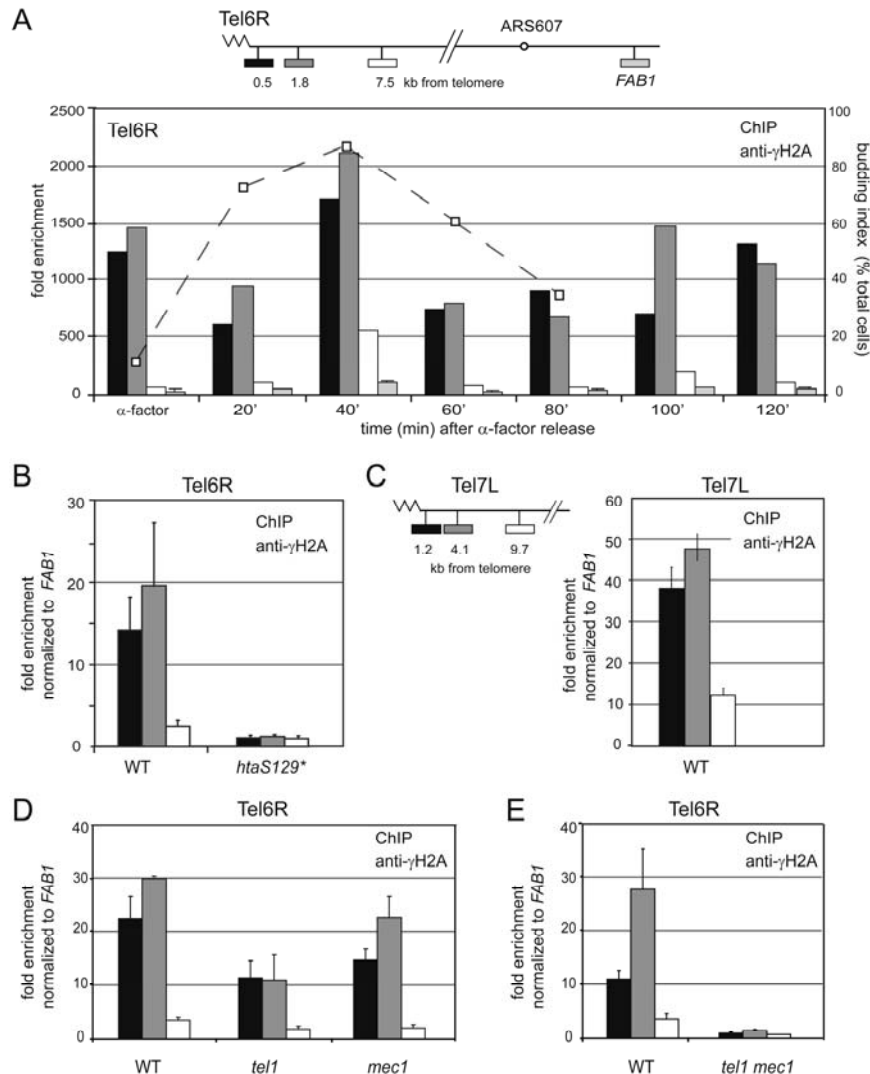 A
Tel6R
ARS607
0.5 1.8 7.5 kb from telomere FAB1
2500 100
Tel6R ChIP
anti-γH2A
2000 80
1500 60
1000 40
500 20
0 0
fold enrichment
budding index (% total cells)
α-factor 20' 40' 60' 80' 100' 120'
time (min) after α-factor release
B
Tel6R
ChIP
anti-γH2A
fold enrichment
normalized to FAB1
30
20
10
0
WT htaS129*
C
Tel7L
1.2 4.1 9.7
kb from telomere
Tel7L
ChIP
anti-γH2A
fold enrichment
normalized to FAB1
60
50
40
30
20
10
0
WT
D
Tel6R
ChIP
anti-γH2A
fold enrichment
normalized to FAB1
40
30
20
10
0
WT tel1 mec1
E
Tel6R
ChIP
anti-γH2A
fold enrichment
normalized to FAB1
40
30
20
10
0
WT tel1 mec1